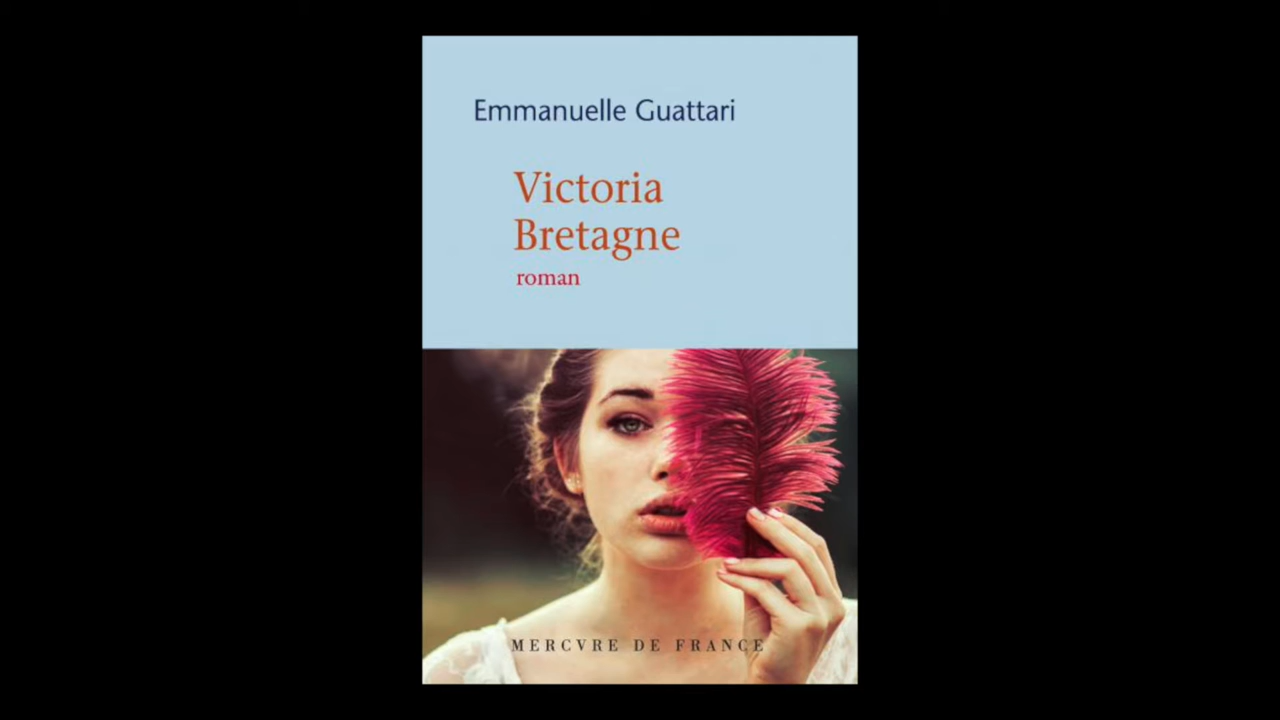 Emmanuelle Guattari
Victoria
Bretagne
roman
MERCVRE DE FRANCE